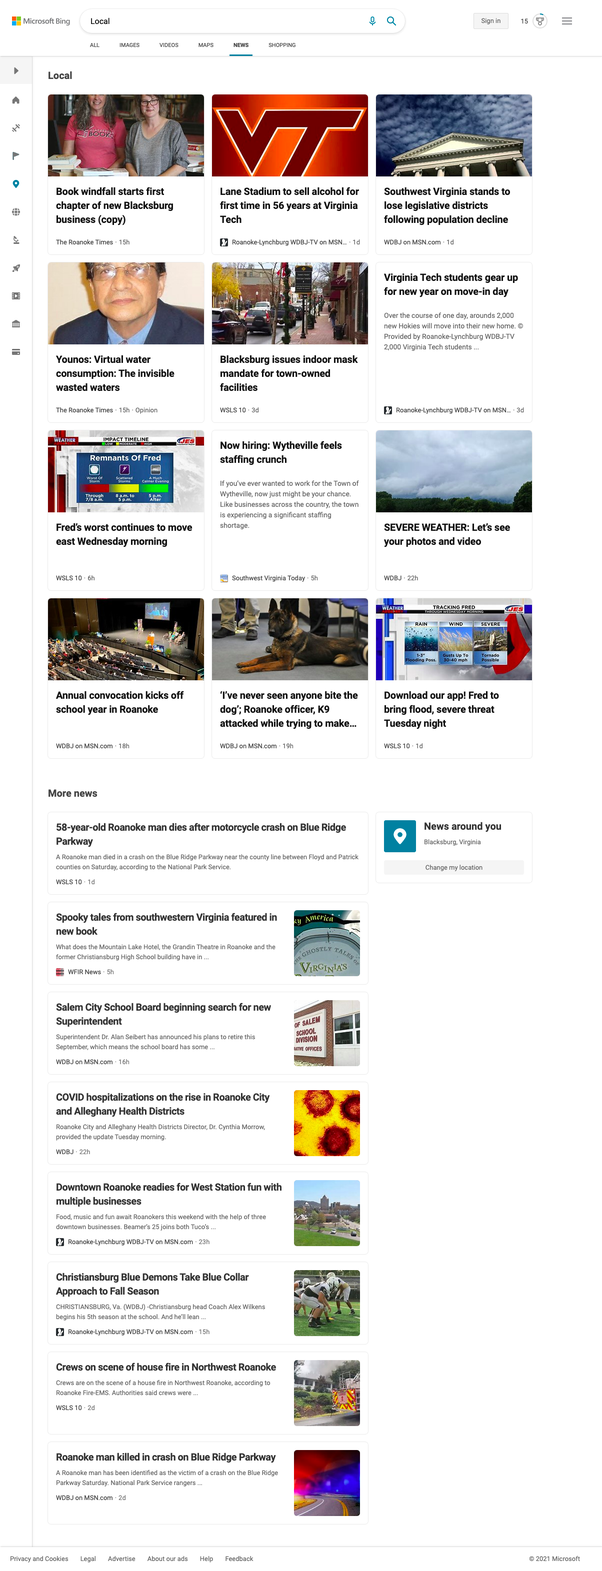 Microsoft Bing
Local
Sign in
15
ALL
IMAGES
VIDEOS
MAPS
NEWS
SHOPPING
Local
Book windfall starts first
chapter of new Blacksburg
business (copy)
The Roanoke Times · 15h
VT
Lane Stadium to sell alcohol for
first time in 56 years at Virginia
Tech
Roanoke-Lynchburg WDBJ-TV on MSN... · 1d
Southwest Virginia stands to
lose legislative districts
following population decline
WDBJ on MSN.com · 1d
Younos: Virtual water
consumption: The invisible
wasted waters
The Roanoke Times · 15h · Opinion
Blacksburg issues indoor mask
mandate for town-owned
facilities
WSLS 10 · 3d
Virginia Tech students gear up
for new year on move-in day
Over the course of one day, arounds 2,000
new Hokies will move into their new home. ©
Provided by Roanoke-Lynchburg WDBJ-TV
2,000 Virginia Tech students ...
Roanoke-Lynchburg WDBJ-TV on MSN... · 3d
WEATHER
IMPACT TIMELINE
Remnants Of Fred
Through
7/8 a.m.
8 a.m. to
5 p.m.
5 p.m.
After
Fred’s worst continues to move
east Wednesday morning
WSLS 10 · 6h
Now hiring: Wytheville feels
staffing crunch
If you've ever wanted to work for the Town of
Wytheville, now just might be your chance.
Like businesses across the country, the town
is experiencing a significant staffing
shortage.
Southwest Virginia Today · 5h
SEVERE WEATHER: Let’s see
your photos and video
WDBJ · 22h
Annual convocation kicks off
school year in Roanoke
WDBJ on MSN.com · 18h
‘I’ve never seen anyone bite the
dog’; Roanoke officer, K9
attacked while trying to make...
WDBJ on MSN.com · 19h
WEATHER
TRACKING FRED
RAIN
WIND
SEVERE
1-3"
Flooding Poss.
Gusts Up To
30-40 mph
Tornado
Possible
Download our app! Fred to
bring flood, severe threat
Tuesday night
WSLS 10 · 1d
More news
58-year-old Roanoke man dies after motorcycle crash on Blue Ridge
Parkway
A Roanoke man died in a crash on the Blue Ridge Parkway near the county line between Floyd and Patrick
counties on Saturday, according to the National Park Service.
WSLS 10 · 1d
News around you
Blacksburg, Virginia
Change my location
Spooky tales from southwestern Virginia featured in
new book
What does the Mountain Lake Hotel, the Grandin Theatre in Roanoke and the
former Christiansburg High School building have in ...
WFIR News · 5h
ky America
GHOSTLY TALES OF
VIRGINIA'S
Salem City School Board beginning search for new
Superintendent
Superintendent Dr. Alan Seibert has announced his plans to retire this
September, which means the school board has some ...
WDBJ on MSN.com · 16h
OF SALEM
SCHOOL
DIVISION
ATIVE OFFICES
COVID hospitalizations on the rise in Roanoke City
and Alleghany Health Districts
Roanoke City and Alleghany Health Districts Director, Dr. Cynthia Morrow,
provided the update Tuesday morning.
WDBJ · 22h
Downtown Roanoke readies for West Station fun with
multiple businesses
Food, music and fun await Roanokers this weekend with the help of three
downtown businesses. Beamer's 25 joins both Tuco's ...
Roanoke-Lynchburg WDBJ-TV on MSN.com · 23h
Christiansburg Blue Demons Take Blue Collar
Approach to Fall Season
CHRISTIANSBURG, Va. (WDBJ) -Christiansburg head Coach Alex Wilkens
begins his 5th season at the school. And he'll lean ...
Roanoke-Lynchburg WDBJ-TV on MSN.com · 15h
Crews on scene of house fire in Northwest Roanoke
Crews are on the scene of a house fire in Northwest Roanoke, according to
Roanoke Fire-EMS. Authorities said crews were ...
WSLS 10 · 2d
Roanoke man killed in crash on Blue Ridge Parkway
A Roanoke man has been identified as the victim of a crash on the Blue Ridge
Parkway Saturday. National Park Service rangers ...
WDBJ on MSN.com · 2d
Privacy and Cookies
Legal
Advertise
About our ads
Help
Feedback
© 2021 Microsoft